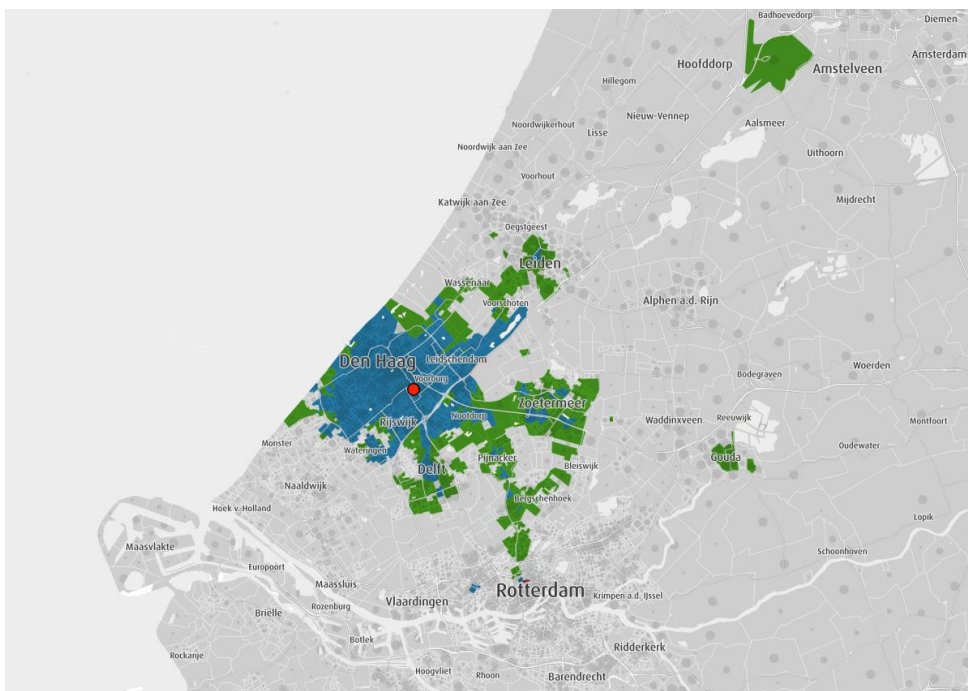 Badhoevedorp
Diemen
Hoofddorp
Amstelveen
Amsterdam
Hillegom
Nieuw-Vennep
Aalsmeer
Noordwijkerhout
Lisse
Noordwijk aan Zee
Uithoorn
Voorhout
Mijdrecht
Katwijk aan Zee
Oegstgeest
Leiden
Wassenaar
Voorschoten
Alphen a.d. Rijn
Den Haag
Leidschendam
Woerden
Voorburg
Bodegraven
Zoetermeer
Nootdorp
Rijswijk
Waddinxveen
Reeuwijk
Montfoort
Monster
Wateringen
Oudewater
Pijnacker
Gouda
Delft
Bleiswijk
Naaldwijk
Bergschenhoek
Hoek v. Holland
Lopik
Maasvlakte
Schoonhoven
Europoort
Maassluis
Rotterdam
Krimpen a.d. IJssel
Vlaardingen
Rozenburg
Brielle
Botlek
Ridderkerk
Rockanje
Hoogvliet
Rhoon
Barendrecht